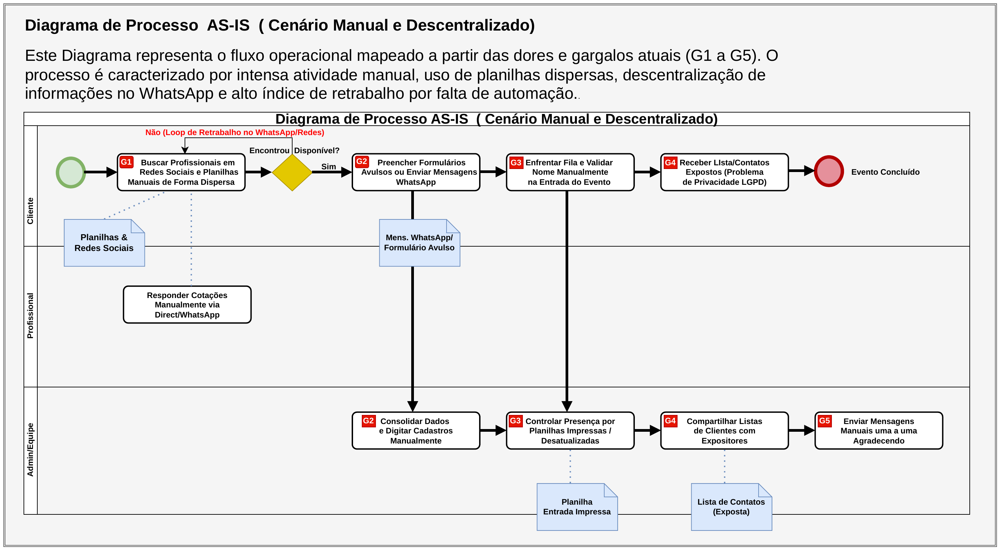 Diagrama de Processo  AS-IS  ( Cenário Manual e Descentralizado)
Este Diagrama representa o fluxo operacional mapeado a partir das dores e gargalos atuais (G1 a G5). O
processo é caracterizado por intensa atividade manual, uso de planilhas dispersas, descentralização de
informações no WhatsApp e alto índice de retrabalho por falta de automação..
Diagrama de Processo AS-IS  ( Cenário Manual e Descentralizado)
Cliente
Não (Loop de Retrabalho no WhatsApp/Redes)
Encontrou  Disponível?
Sim
G1
Buscar Profissionais em
Redes Sociais e Planilhas
Manuais de Forma Dispersa
G2
Preencher Formulários
Avulsos ou Enviar Mensagens
WhatsApp
G3
Enfrentar Fila e Validar
Nome Manualmente
na Entrada do Evento
G4
Receber LIsta/Contatos
Expostos (Problema
de Privacidade LGPD)
Evento Concluído
Planilhas &
Redes Sociais
Mens. WhatsApp/
Formulário Avulso
Profissional
Responder Cotações
Manualmente via
Direct/WhatsApp
Admin/Equipe
G2
Consolidar Dados
e Digitar Cadastros
Manualmente
G3
Controlar Presença por
Planilhas Impressas /
Desatualizadas
G4
Compartilhar Listas
de Clientes com
Expositores
G5
Enviar Mensagens
Manuais uma a uma
Agradecendo
Planilha
Entrada Impressa
Lista de Contatos
(Exposta)